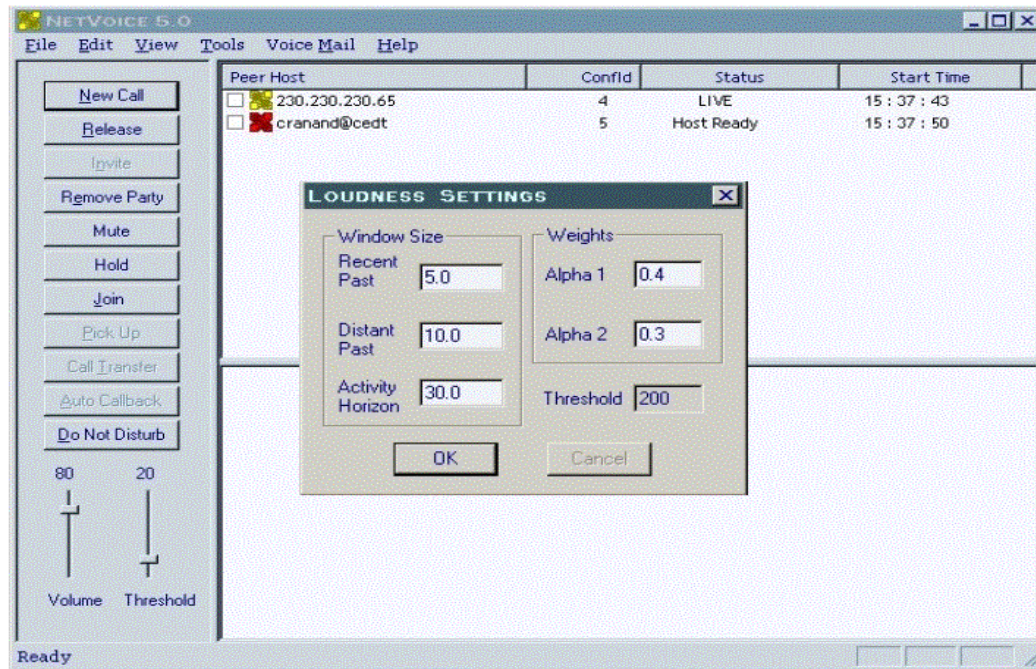 NETVOICE 5.0
File Edit View Tools Voice Mail Help
New Call
Release
Invite
Remove Party
Mute
Hold
Join
Pick Up
Call Transfer
Auto Callback
Do Not Disturb
80 20
Volume Threshold
Peer Host ConfId Status Start Time
230.230.230.65 4 LIVE 15 : 37 : 43
cranand@cedt 5 Host Ready 15 : 37 : 50
LOUDNESS SETTINGS
Window Size
Recent Past 5.0
Distant Past 10.0
Activity Horizon 30.0
Weights
Alpha 1 0.4
Alpha 2 0.3
Threshold 200
OK Cancel
Ready